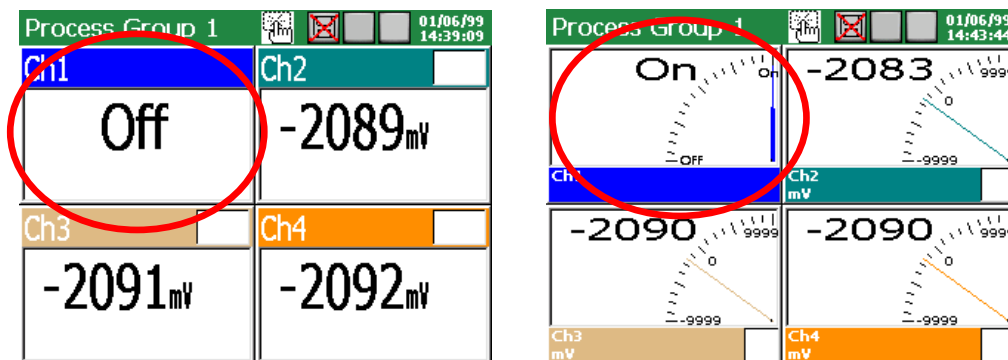 Process Group 1
01/06/99
14:39:09
Ch1
Ch2
Off
-2089mV
Ch3
Ch4
-2091mV
-2092mV
Process Group 1
01/06/99
14:43:44
On
On
OFF
-2083
9999
0
-9999
Ch1
Ch2
mV
-2090
9999
0
-9999
-2090
9999
0
-9999
Ch3
mV
Ch4
mV